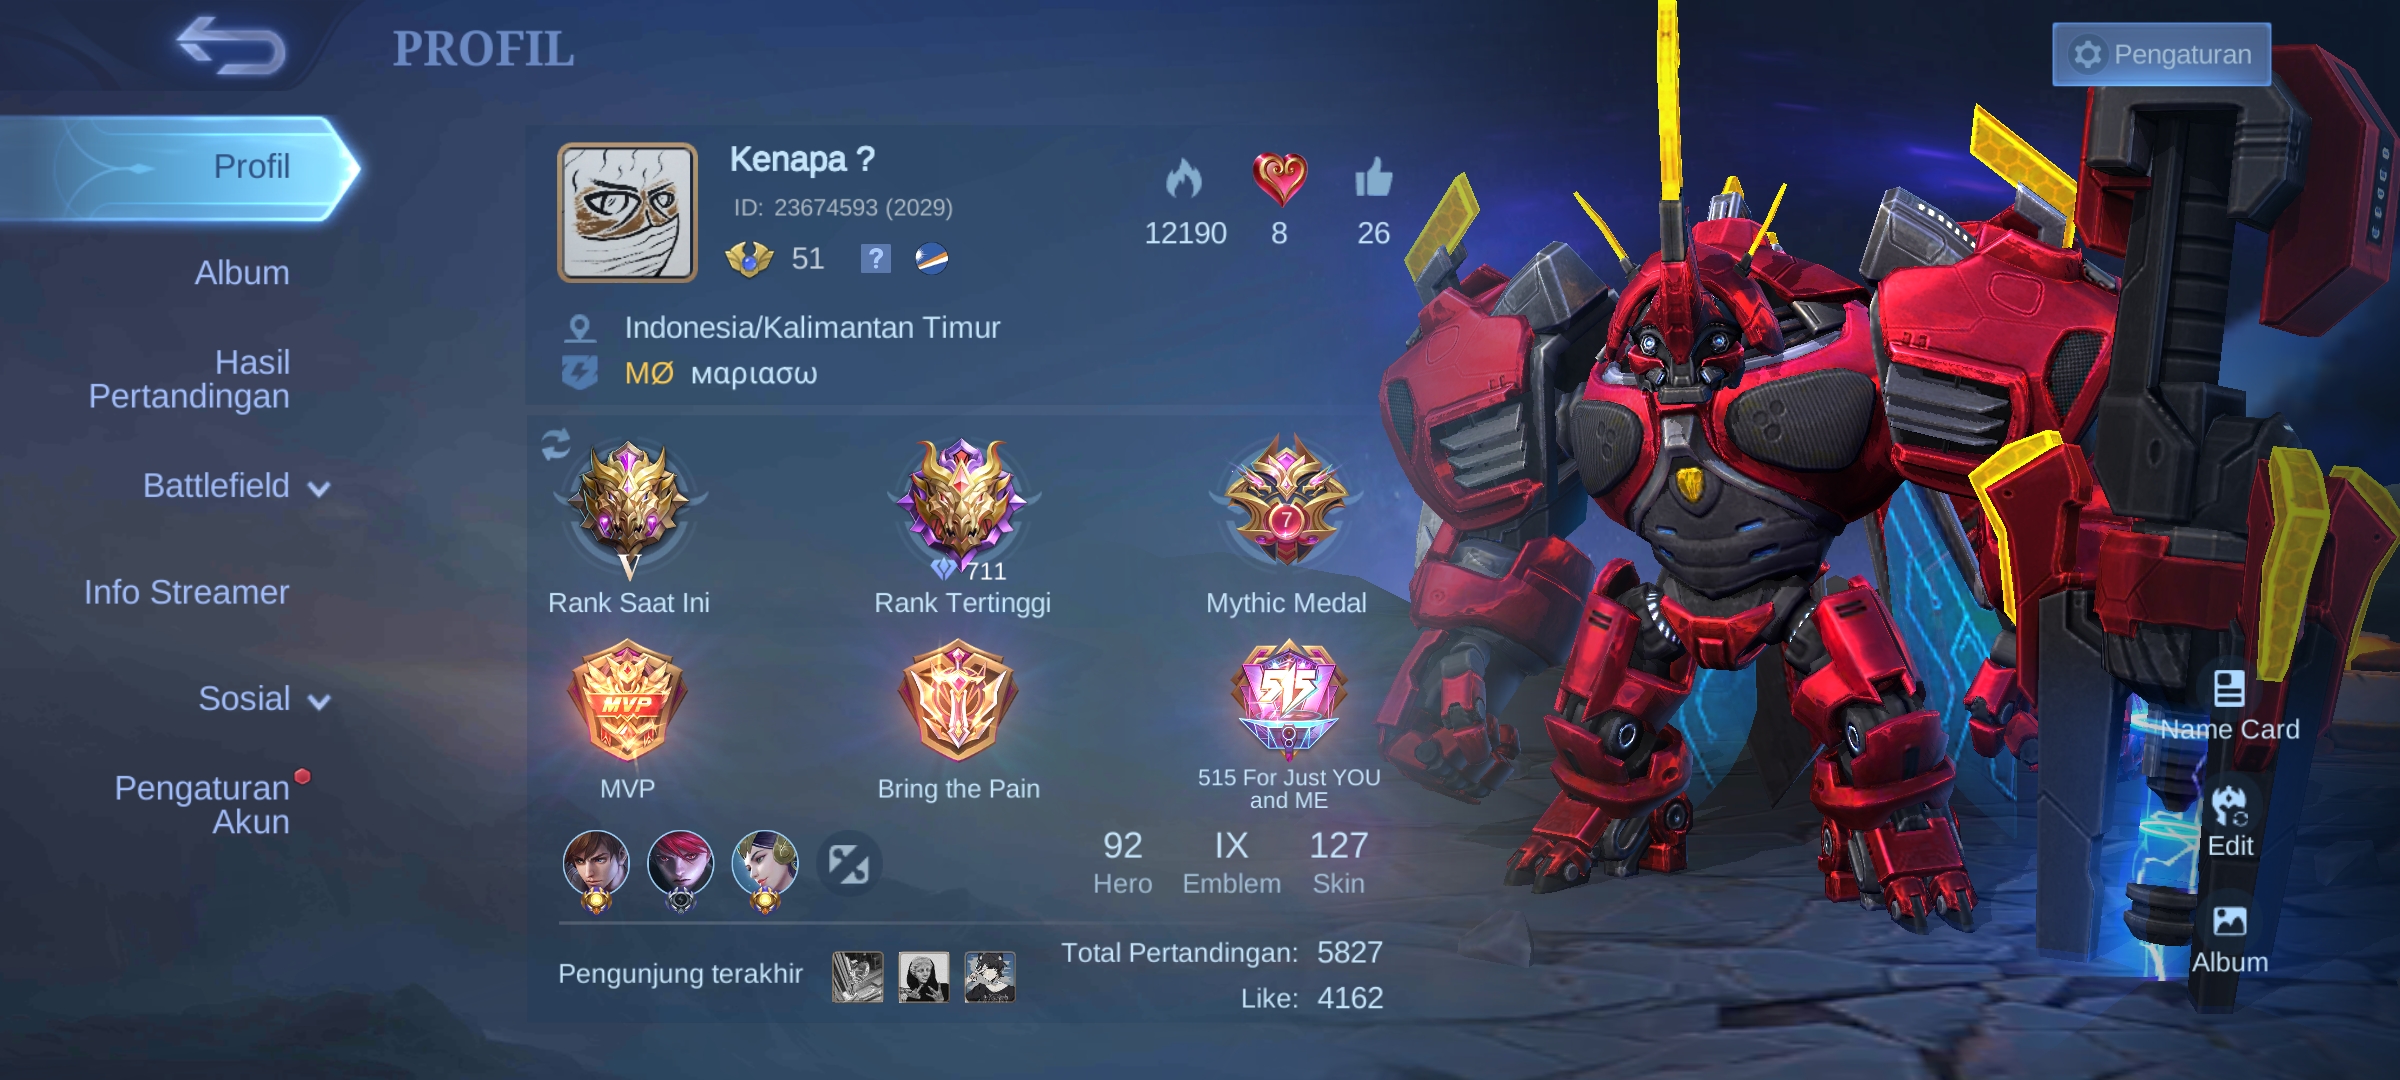 PROFIL
Pengaturan
Profil
Album
Hasil
Pertandingan
Battlefield
Info Streamer
Sosial
Pengaturan
Akun
Kenapa ?
ID: 23674593 (2029)
51
?
12190
8
26
Indonesia/Kalimantan Timur
MØ мαριασω
V
Rank Saat Ini
711
Rank Tertinggi
7
Mythic Medal
MVP
MVP
Bring the Pain
515
515 For Just YOU
and ME
92
Hero
IX
Emblem
127
Skin
Pengunjung terakhir
Total Pertandingan: 5827
Like: 4162
Name Card
Edit
Album